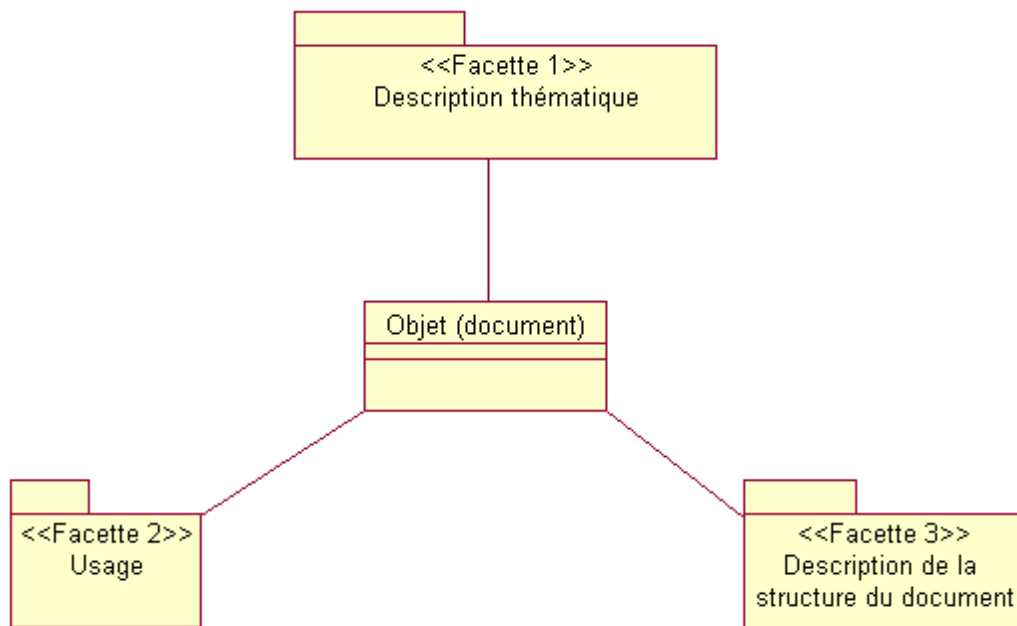 <<Facette 1>>
Description thématique
Objet (document)
<<Facette 2>>
Usage
<<Facette 3>>
Description de la
structure du document